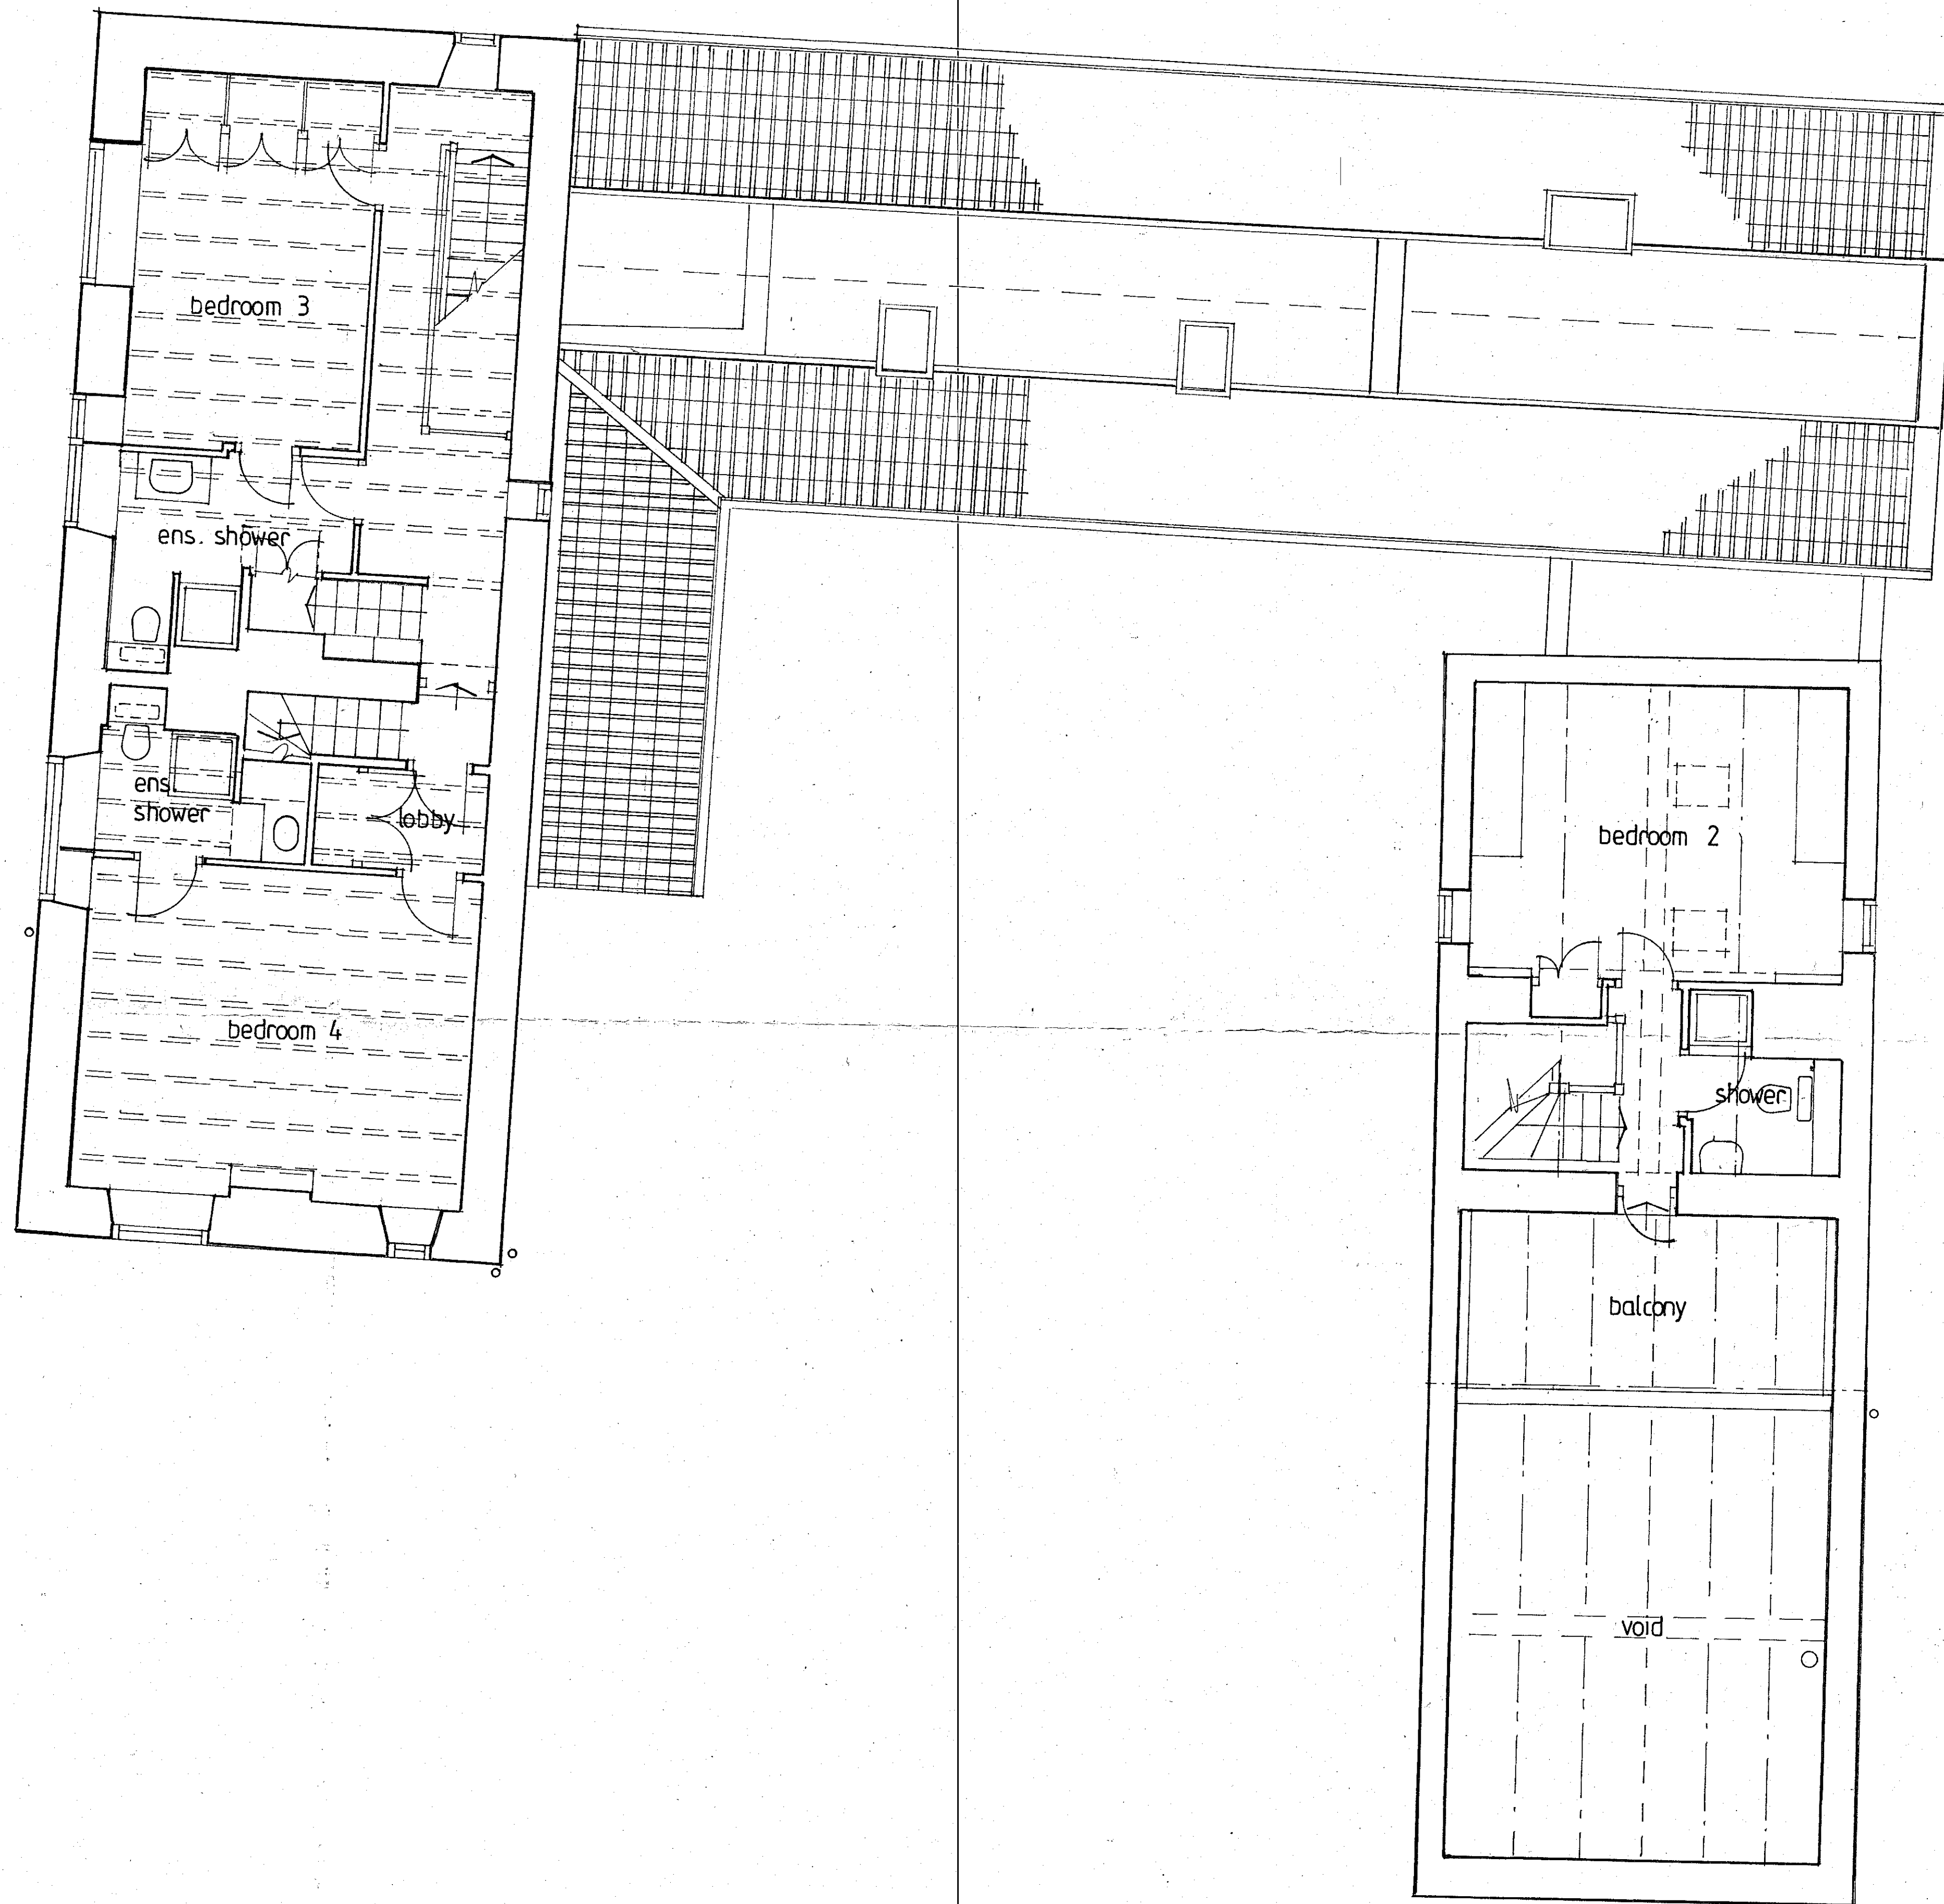 bedroom 3
ens. shower
ens.
shower
lobby
bedroom 4
bedroom 2
shower
balcony
void